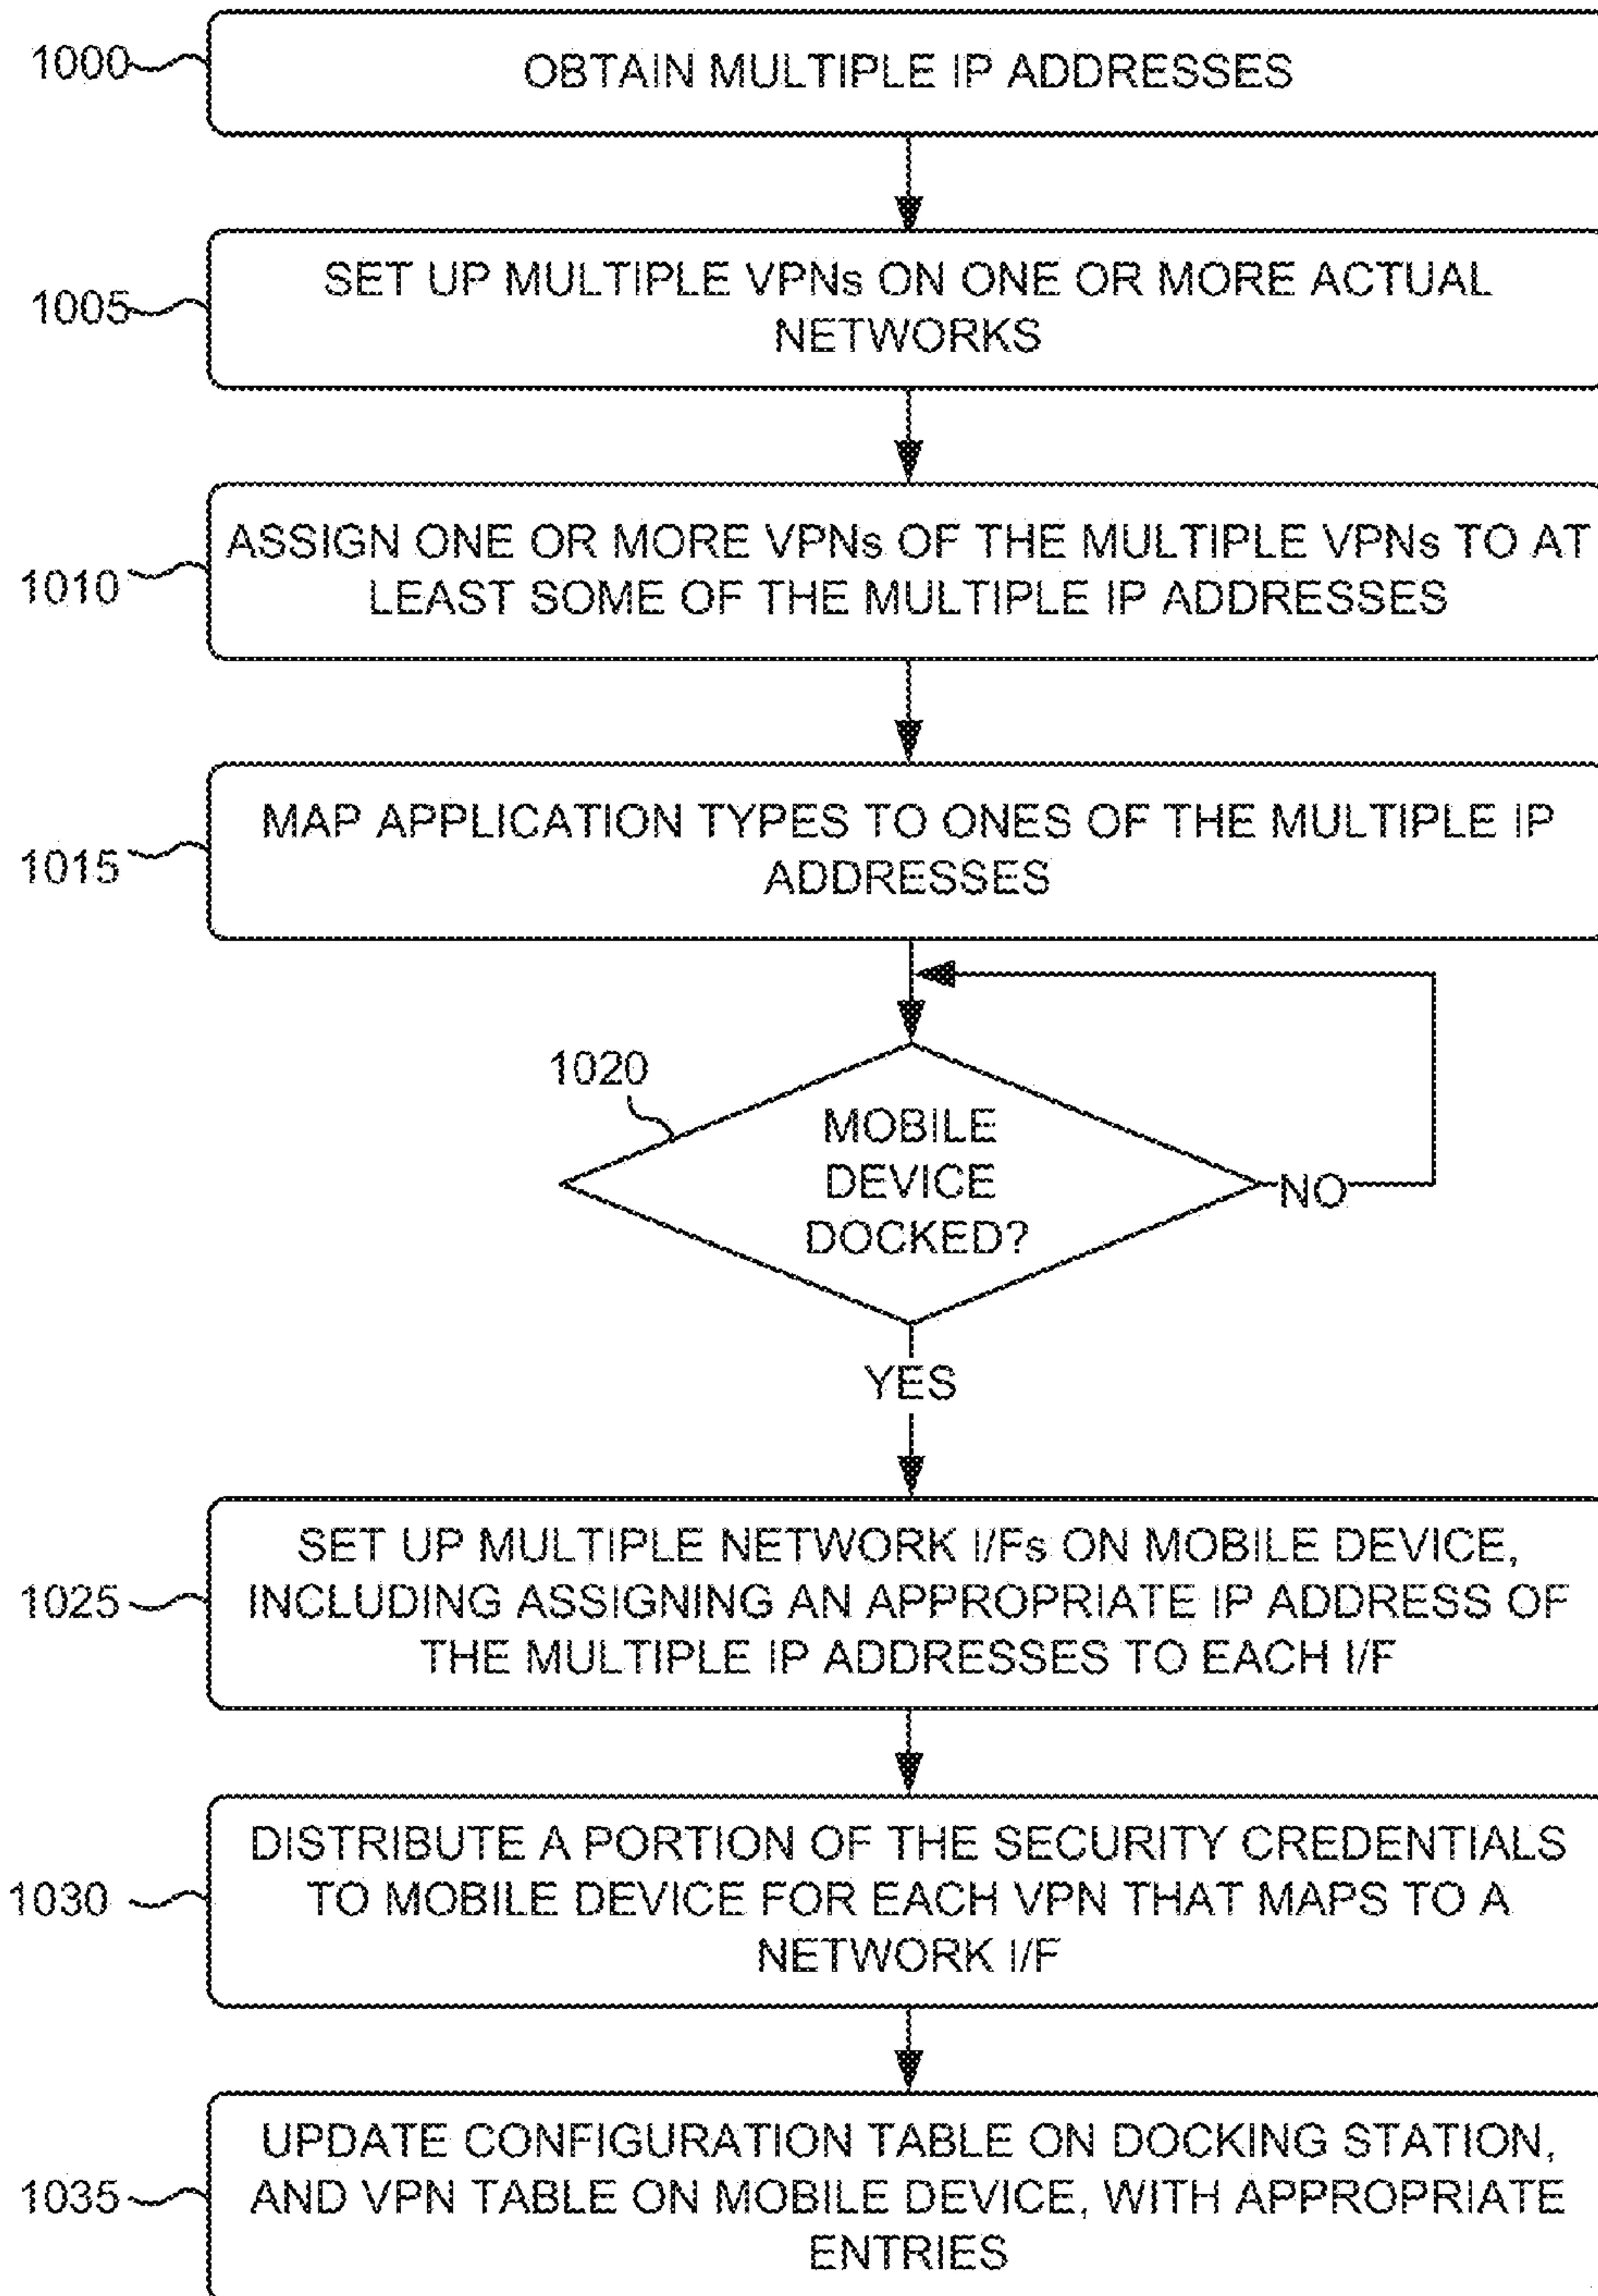 1000
OBTAIN MULTIPLE IP ADDRESSES
1005
SET UP MULTIPLE VPNs ON ONE OR MORE ACTUAL
NETWORKS
1010
ASSIGN ONE OR MORE VPNs OF THE MULTIPLE VPNs TO AT
LEAST SOME OF THE MULTIPLE IP ADDRESSES
1015
MAP APPLICATION TYPES TO ONES OF THE MULTIPLE IP
ADDRESSES
1020
MOBILE
DEVICE
DOCKED?
NO
YES
1025
SET UP MULTIPLE NETWORK I/Fs ON MOBILE DEVICE,
INCLUDING ASSIGNING AN APPROPRIATE IP ADDRESS OF
THE MULTIPLE IP ADDRESSES TO EACH I/F
1030
DISTRIBUTE A PORTION OF THE SECURITY CREDENTIALS
TO MOBILE DEVICE FOR EACH VPN THAT MAPS TO A
NETWORK I/F
1035
UPDATE CONFIGURATION TABLE ON DOCKING STATION,
AND VPN TABLE ON MOBILE DEVICE, WITH APPROPRIATE
ENTRIES